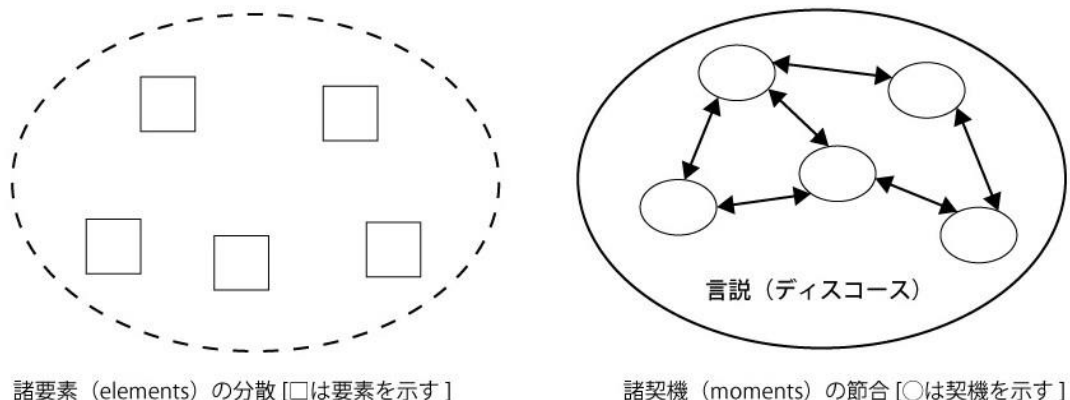 言説（ディスコース）
諸要素（elements）の分散 [□は要素を示す ]
諸契機（moments）の節合 [○は契機を示す ]